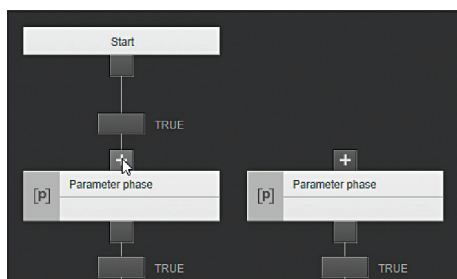 Start
TRUE
+ +
[p] Parameter phase [p] Parameter phase
TRUE TRUE